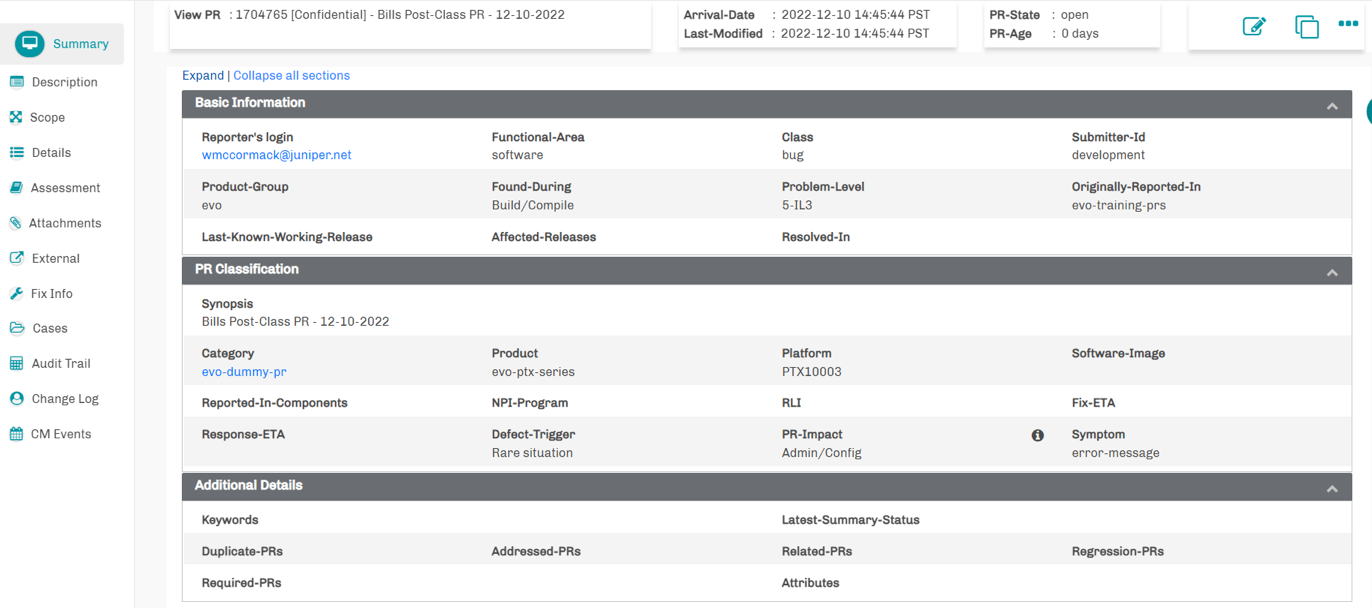 View PR : 1704765 [Confidential] - Bills Post-Class PR - 12-10-2022
Arrival-Date : 2022-12-10 14:45:44 PST
Last-Modified : 2022-12-10 14:45:44 PST
PR-State : open
PR-Age : 0 days
Summary
Description
Scope
Details
Assessment
Attachments
External
Fix Info
Cases
Audit Trail
Change Log
CM Events
Expand | Collapse all sections
Basic Information
Reporter's login Functional-Area Class Submitter-Id
wmccormack@juniper.net software bug development
Product-Group Found-During Problem-Level Originally-Reported-In
evo Build/Compile 5-IL3 evo-training-prs
Last-Known-Working-Release Affected-Releases Resolved-In
PR Classification
Synopsis
Bills Post-Class PR - 12-10-2022
Category Product Platform Software-Image
evo-dummy-pr evo-ptx-series PTX10003
Reported-In-Components NPI-Program RLI Fix-ETA
Response-ETA Defect-Trigger PR-Impact Symptom
Rare situation Admin/Config error-message
Additional Details
Keywords Latest-Summary-Status
Duplicate-PRs Addressed-PRs Related-PRs Regression-PRs
Required-PRs Attributes